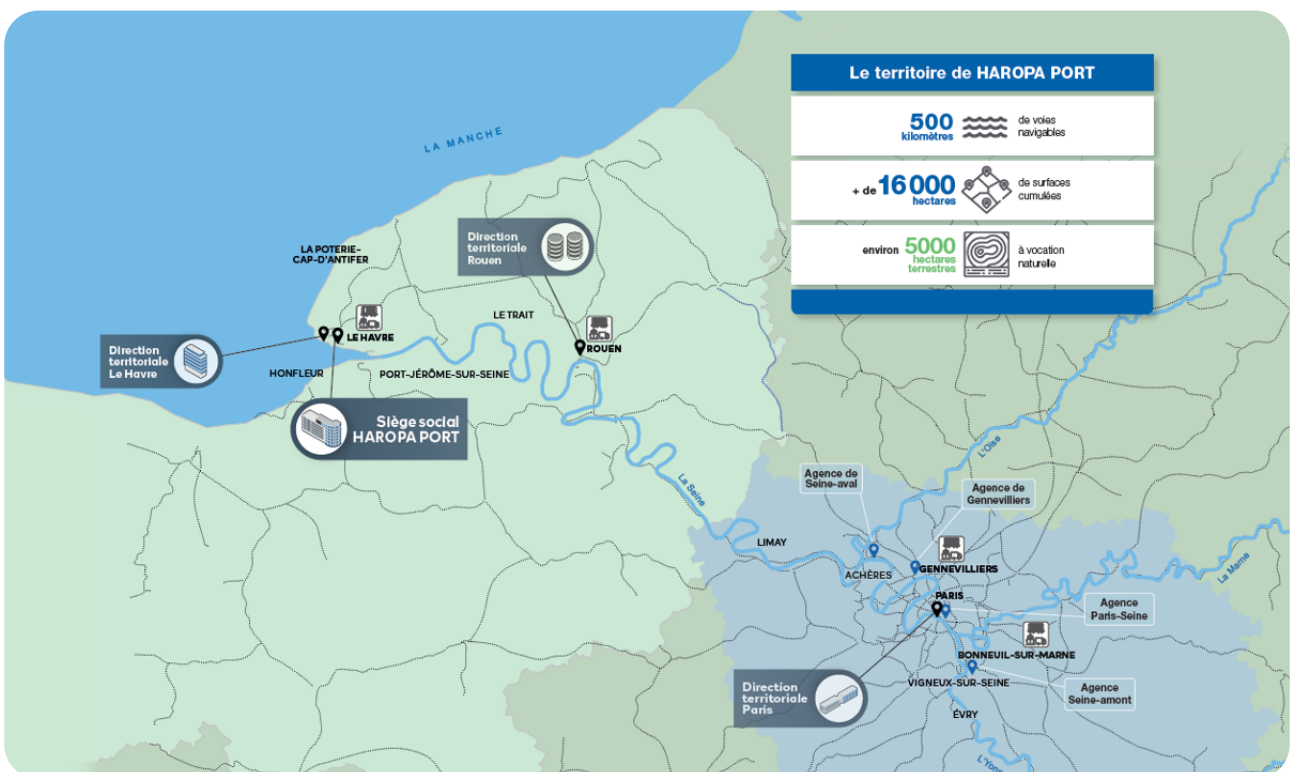 Le territoire de HAROPA PORT
500
kilomètres
de voies
navigables
+ de 16 000
hectares
de surfaces
cumulées
environ 5000
hectares
terrestres
à vocation
naturelle
LA MANCHE
LA POTERIE-
CAP-D'ANTIFER
Direction
territoriale
Rouen
LE HAVRE
LE TRAIT
ROUEN
Direction
territoriale
Le Havre
HONFLEUR
PORT-JÉRÔME-SUR-SEINE
Siège social
HAROPA PORT
La Seine
L'Oise
Agence de
Seine-aval
Agence de
Gennevilliers
LIMAY
ACHÈRES
GENNEVILLIERS
La Marne
PARIS
Agence
Paris-Seine
BONNEUIL-SUR-MARNE
VIGNEUX-SUR-SEINE
Agence
Seine-amont
Direction
territoriale
Paris
ÉVRY